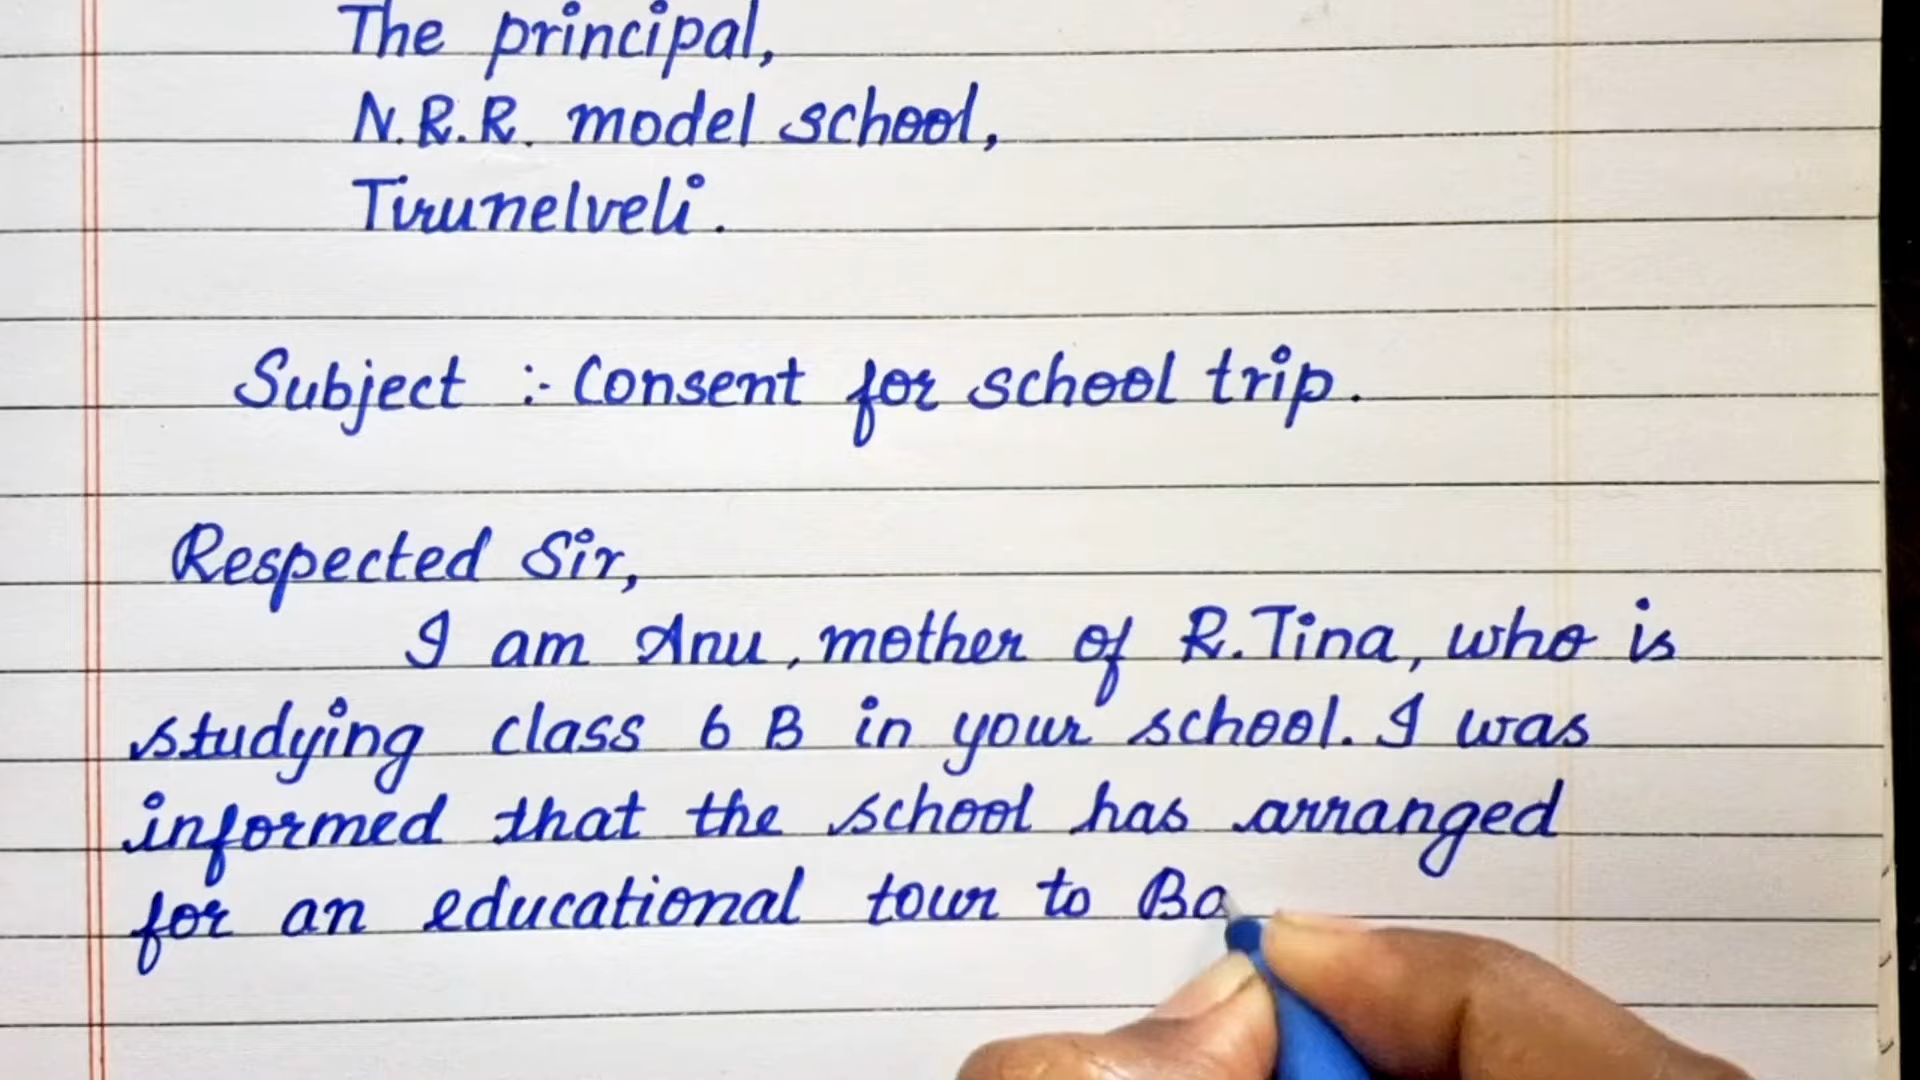 The principal,
N.R.R. model school,
Tirunelveli.
Subject :- Consent for school trip.
Respected Sir,
I am Anu, mother of R.Tina, who is
studying class 6 B in your school. I was
informed that the school has arranged
for an educational tour to Ba